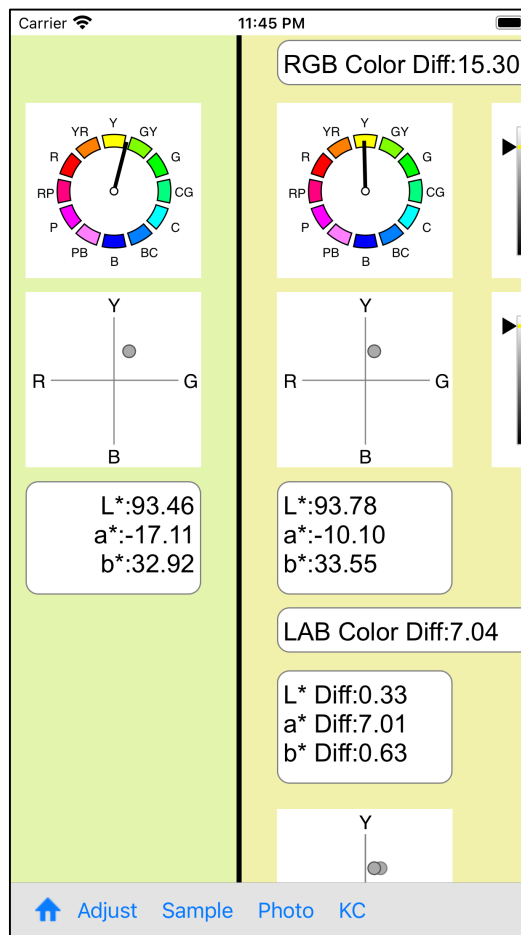 Carrier 11:45 PM
RGB Color Diff:15.30
Y
YR GY
R G
RP CG
P C
PB BC
B
Y
YR GY
R G
RP CG
P C
PB BC
B
Y
R G
B
Y
R G
B
L*:93.46
a*:-17.11
b*:32.92
L*:93.78
a*:-10.10
b*:33.55
LAB Color Diff:7.04
L* Diff:0.33
a* Diff:7.01
b* Diff:0.63
Y
Adjust Sample Photo KC